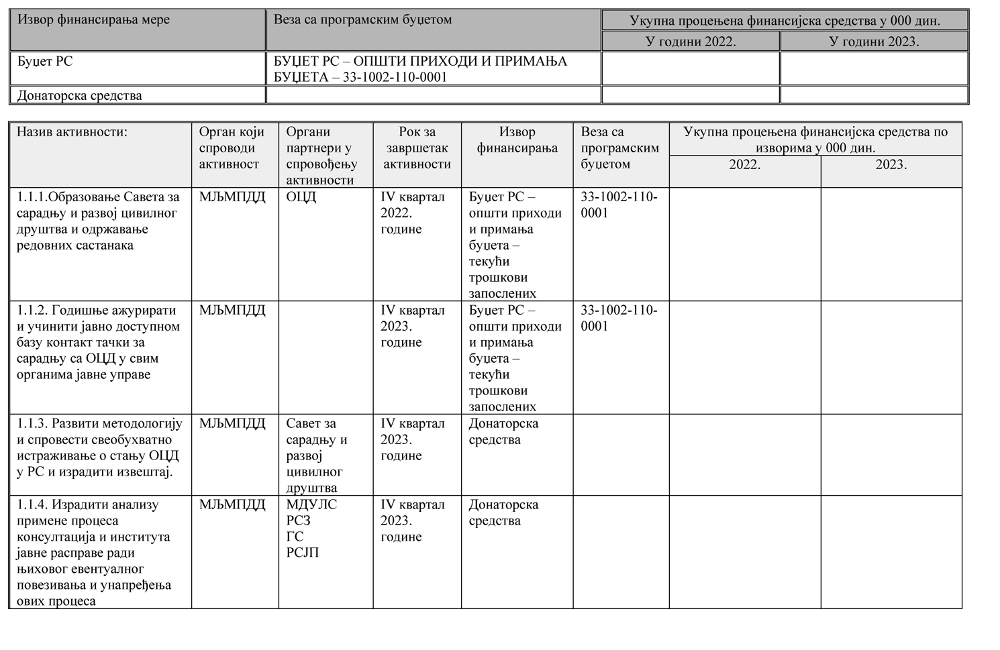 Извор финансирања мере
Веза са програмским буџетом
Укупна процењена финансијска средства у 000 дин.
У години 2022.
У години 2023.
Буџет РС
БУЏЕТ РС – ОПШТИ ПРИХОДИ И ПРИМАЊА
БУЏЕТА – 33-1002-110-0001
Донаторска средства
Назив активности:
Орган који
спроводи
активност
Органи
партнери у
спровођењу
активности
Рок за
завршетак
активности
Извор
финансирања
Веза са
програмским
буџетом
Укупна процењена финансијска средства по
изворима у 000 дин.
2022.
2023.
1.1.1.Образовање Савета за
сарадњу и развој цивилног
друштва и одржавање
редовних састанака
МЉМПДД
ОЦД
IV квартал
2022.
године
Буџет РС –
општи приходи
и примања
буџета –
текући
трошкови
запослених
33-1002-110-
0001
1.1.2. Годишње ажурирати
и учинити јавно доступном
базу контакт тачки за
сарадњу са ОЦД у свим
органима јавне управе
МЉМПДД
IV квартал
2023.
године
Буџет РС –
општи приходи
и примања
буџета –
текући
трошкови
запослених
33-1002-110-
0001
1.1.3. Развити методологију
и спровести свеобухватно
истраживање о стању ОЦД
у РС и израдити извештај.
МЉМПДД
Савет за
сарадњу и
развој
цивилног
друштва
IV квартал
2023.
године
Донаторска
средства
1.1.4. Израдити анализу
примене процеса
консултација и института
јавне расправе ради
њиховог евентуалног
повезивања и унапређења
ових процеса
МЉМПДД
МДУЛС
РСЗ
ГС
РСЈП
IV квартал
2023.
године
Донаторска
средства